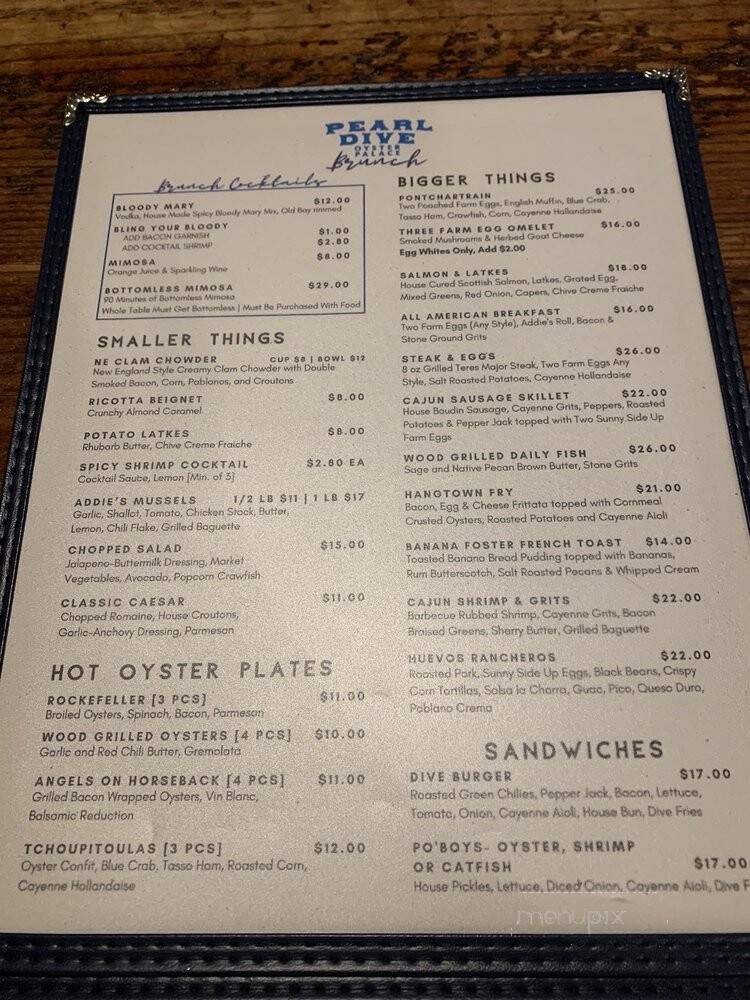 PEARL
DIVE
OYSTER
PALACE
Brunch
Brunch Cocktails
BLOODY MARY $12.00
Vodka, House Made Spicy Bloody Mary Mix, Old Bay rimmed
BLING YOUR BLOODY
ADD BACON GARNISH $1.00
ADD COCKTAIL SHRIMP $2.80
MIMOSA $8.00
Orange Juice & Sparkling Wine
BOTTOMLESS MIMOSA $29.00
90 Minutes of Bottomless Mimosa
Whole Table Must Get Bottomless | Must Be Purchased With Food
SMALLER THINGS
NE CLAM CHOWDER CUP $8 | BOWL $12
New England Style Creamy Clam Chowder with Double
Smoked Bacon, Corn, Pablanos, and Croutons
RICOTTA BEIGNET $8.00
Crunchy Almond Caramel
POTATO LATKES $8.00
Rhubarb Butter, Chive Creme Fraiche
SPICY SHRIMP COCKTAIL $2.80 EA
Cocktail Sauce, Lemon [Min. of 3]
ADDIE'S MUSSELS 1/2 LB $11 | 1 LB $17
Garlic, Shallot, Tomato, Chicken Stock, Butter,
Lemon, Chili Flake, Grilled Baguette
CHOPPED SALAD $15.00
Jalapeno-Buttermilk Dressing, Market
Vegetables, Avocado, Popcorn Crawfish
CLASSIC CAESAR $11.00
Chopped Romaine, House Croutons,
Garlic-Anchovy Dressing, Parmesan
HOT OYSTER PLATES
ROCKEFELLER [3 PCS] $11.00
Broiled Oysters, Spinach, Bacon, Parmesan
WOOD GRILLED OYSTERS [4 PCS] $10.00
Garlic and Red Chili Butter, Gremolata
ANGELS ON HORSEBACK [4 PCS] $11.00
Grilled Bacon Wrapped Oysters, Vin Blanc,
Balsamic Reduction
TCHOUPITOULAS [3 PCS] $12.00
Oyster Confit, Blue Crab, Tasso Ham, Roasted Corn,
Cayenne Hollandaise
BIGGER THINGS
PONTCHARTRAIN $25.00
Two Poached Farm Eggs, English Muffin, Blue Crab,
Tasso Ham, Crawfish, Corn, Cayenne Hollandaise
THREE FARM EGG OMELET $16.00
Smoked Mushrooms & Herbed Goat Cheese
Egg Whites Only, Add $2.00
SALMON & LATKES $18.00
House Cured Scottish Salmon, Latkes, Grated Egg,
Mixed Greens, Red Onion, Capers, Chive Creme Fraiche
ALL AMERICAN BREAKFAST $16.00
Two Farm Eggs (Any Style), Addie's Roll, Bacon &
Stone Ground Grits
STEAK & EGGS $26.00
8 oz Grilled Teres Major Steak, Two Farm Eggs Any
Style, Salt Roasted Potatoes, Cayenne Hollandaise
CAJUN SAUSAGE SKILLET $22.00
House Boudin Sausage, Cayenne Grits, Peppers, Roasted
Potatoes & Pepper Jack topped with Two Sunny Side Up
Farm Eggs
WOOD GRILLED DAILY FISH $26.00
Sage and Native Pecan Brown Butter, Stone Grits
HANGTOWN FRY $21.00
Bacon, Egg & Cheese Frittata topped with Cornmeal
Crusted Oysters, Roasted Potatoes and Cayenne Aioli
BANANA FOSTER FRENCH TOAST $14.00
Toasted Banana Bread Pudding topped with Bananas,
Rum Butterscotch, Salt Roasted Pecans & Whipped Cream
CAJUN SHRIMP & GRITS $22.00
Barbecue Rubbed Shrimp, Cayenne Grits, Bacon
Braised Greens, Sherry Butter, Grilled Baguette
HUEVOS RANCHEROS $22.00
Roasted Pork, Sunny Side Up Eggs, Black Beans, Crispy
Corn Tortillas, Salsa la Charra, Guac, Pico, Queso Duro,
Poblano Crema
SANDWICHES
DIVE BURGER $17.00
Roasted Green Chilies, Pepper Jack, Bacon, Lettuce,
Tomato, Onion, Cayenne Aioli, House Bun, Dive Fries
PO'BOYS- OYSTER, SHRIMP
OR CATFISH $17.00
House Pickles, Lettuce, Diced Onion, Cayenne Aioli, Dive F
menupix